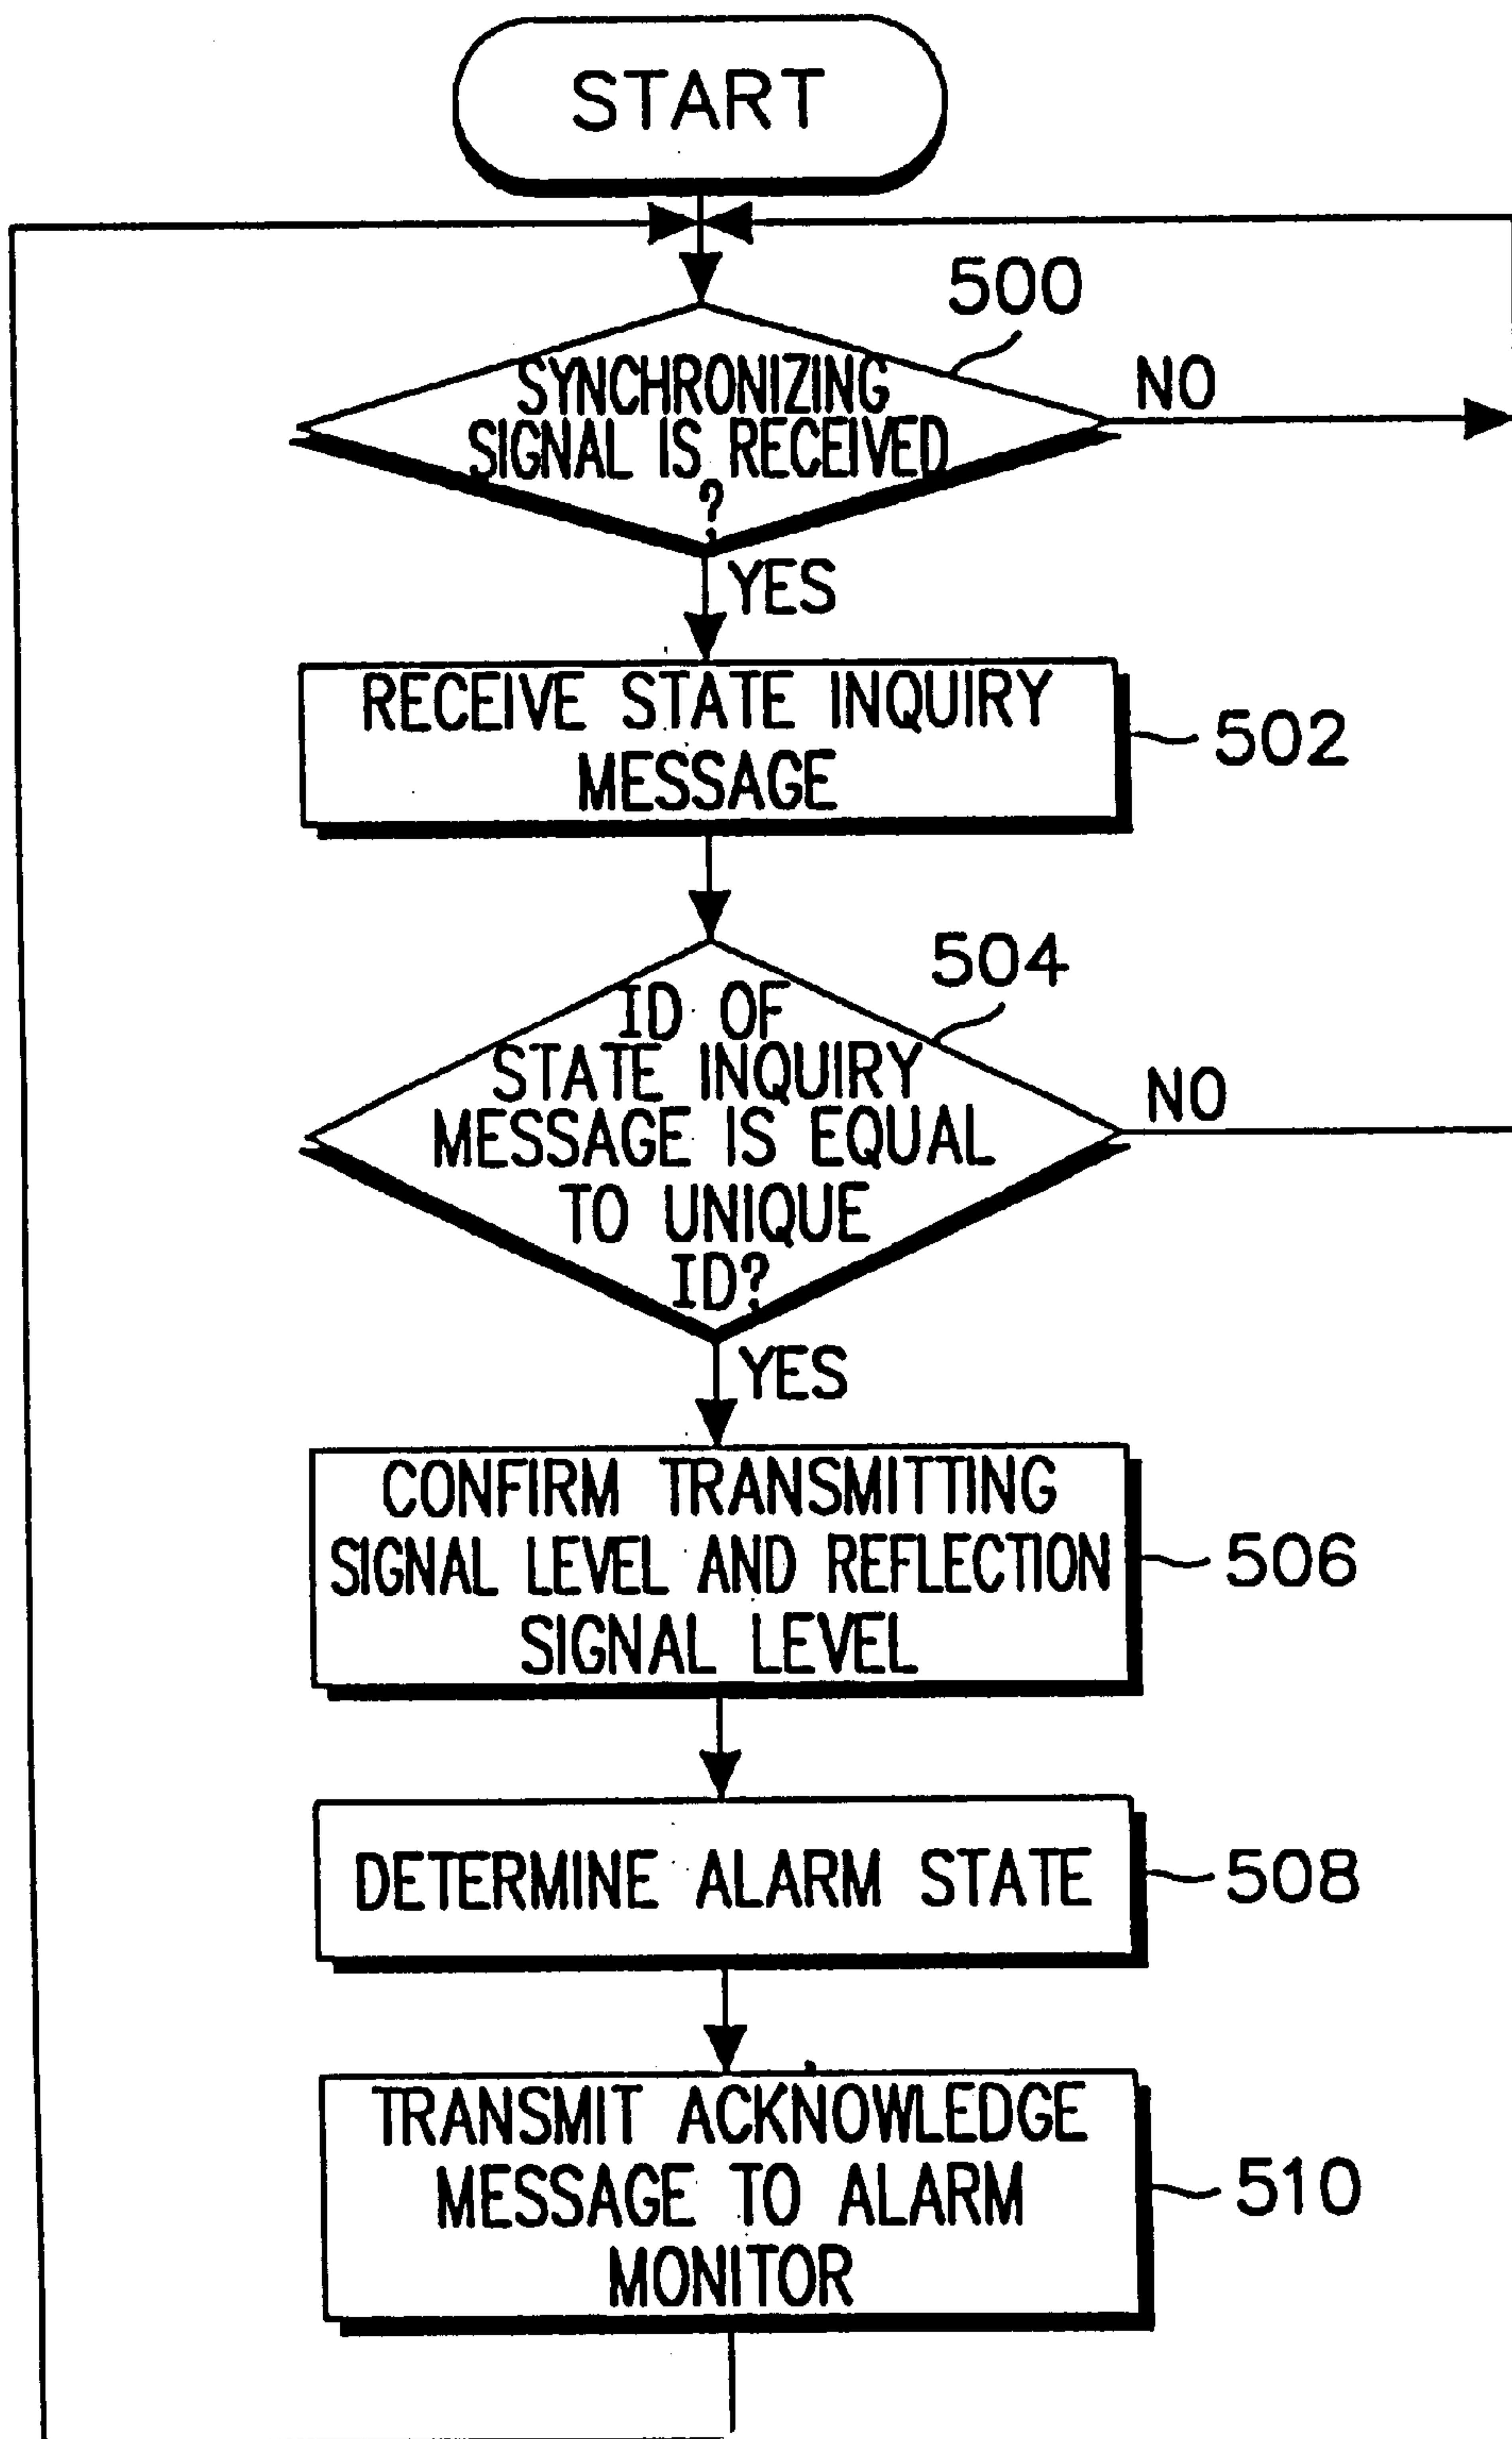 START
500
SYNCHRONIZING
SIGNAL IS RECEIVED
?
NO
YES
RECEIVE STATE INQUIRY
MESSAGE
502
504
ID OF
STATE INQUIRY
MESSAGE IS EQUAL
TO UNIQUE
ID?
NO
YES
CONFIRM TRANSMITTING
SIGNAL LEVEL AND REFLECTION
SIGNAL LEVEL
506
DETERMINE ALARM STATE
508
TRANSMIT ACKNOWLEDGE
MESSAGE TO ALARM
MONITOR
510